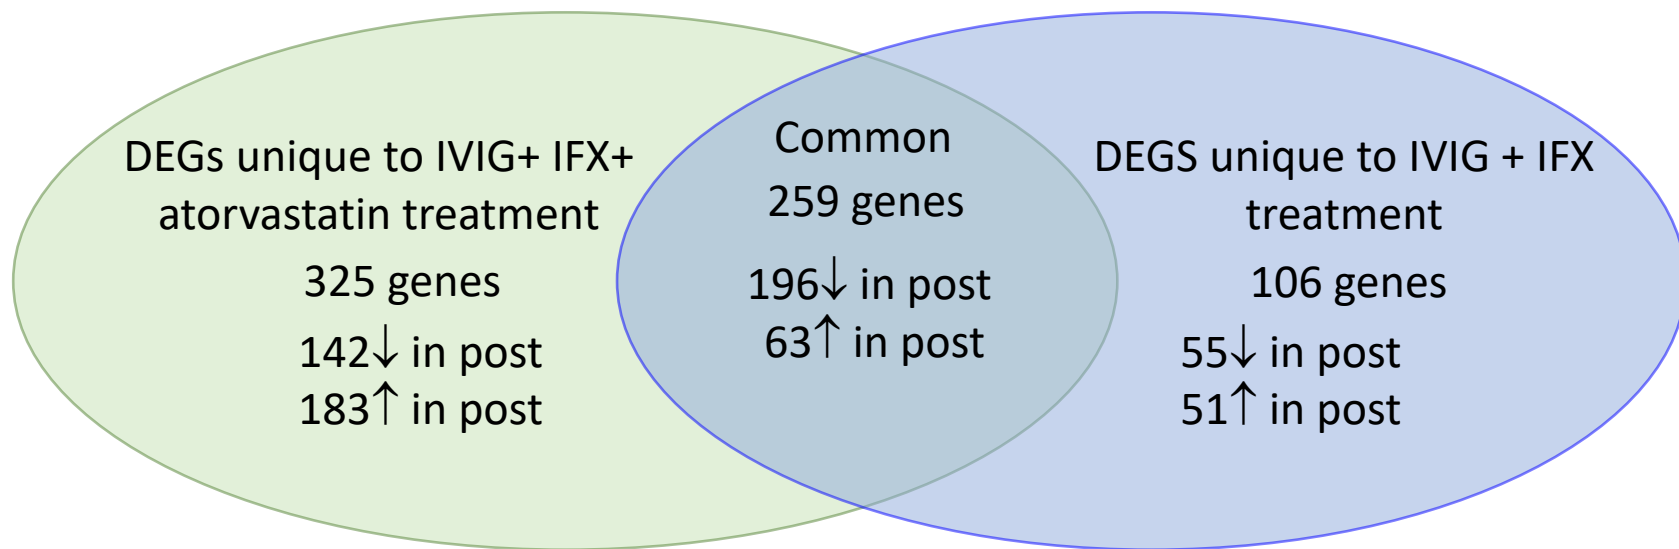 DEGs unique to IVIG+ IFX+
atorvastatin treatment
325 genes
142↓ in post
183↑ in post
Common
259 genes
196↓ in post
63↑ in post
DEGS unique to IVIG + IFX
treatment
106 genes
55↓ in post
51↑ in post